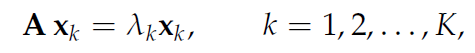 A x_k = λ_k x_k, k = 1, 2, . . . , K,